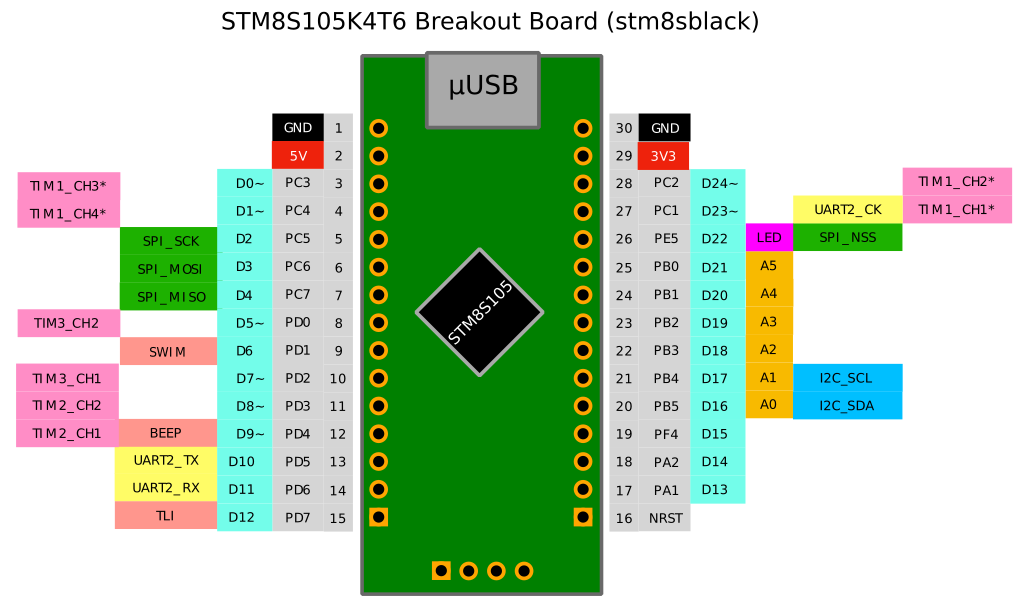 STM8S105K4T6 Breakout Board (stm8sblack)
µUSB
GND 1 30 GND
5V 2 29 3V3
TIM1_CH3* D0~ PC3 3 28 PC2 D24~ TIM1_CH2*
TIM1_CH4* D1~ PC4 4 27 PC1 D23~ UART2_CK TIM1_CH1*
SPI_SCK D2 PC5 5 26 PE5 D22 LED SPI_NSS
SPI_MOSI D3 PC6 6 25 PB0 D21 A5
SPI_MISO D4 PC7 7 24 PB1 D20 A4
TIM3_CH2 D5~ PD0 8 23 PB2 D19 A3
SWIM D6 PD1 9 22 PB3 D18 A2
TIM3_CH1 D7~ PD2 10 21 PB4 D17 A1 I2C_SCL
TIM2_CH2 D8~ PD3 11 20 PB5 D16 A0 I2C_SDA
TIM2_CH1 BEEP D9~ PD4 12 19 PF4 D15
UART2_TX D10 PD5 13 18 PA2 D14
UART2_RX D11 PD6 14 17 PA1 D13
TLI D12 PD7 15 16 NRST
STM8S105